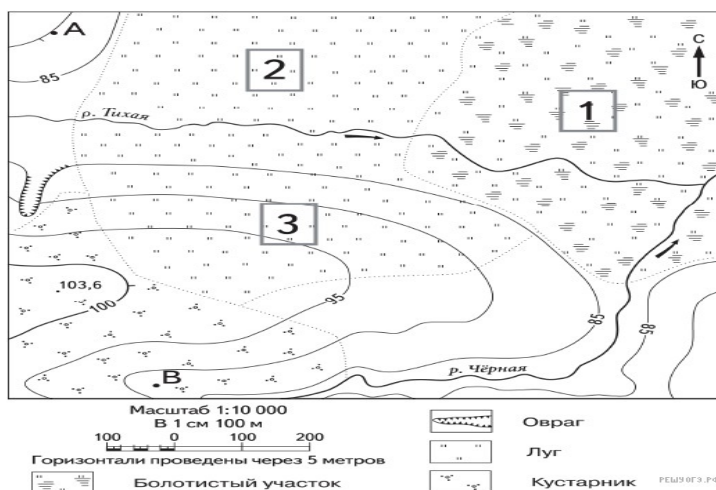 А
85
2
С
Ю
1
р. Тихая
3
103,6
100
95
85
85
В
р. Чёрная
Масштаб 1:10 000
В 1 см 100 м
100 0 100 200
Горизонтали проведены через 5 метров
Болотистый участок
Овраг
Луг
Кустарник
РЕШУОГЭ.РФ